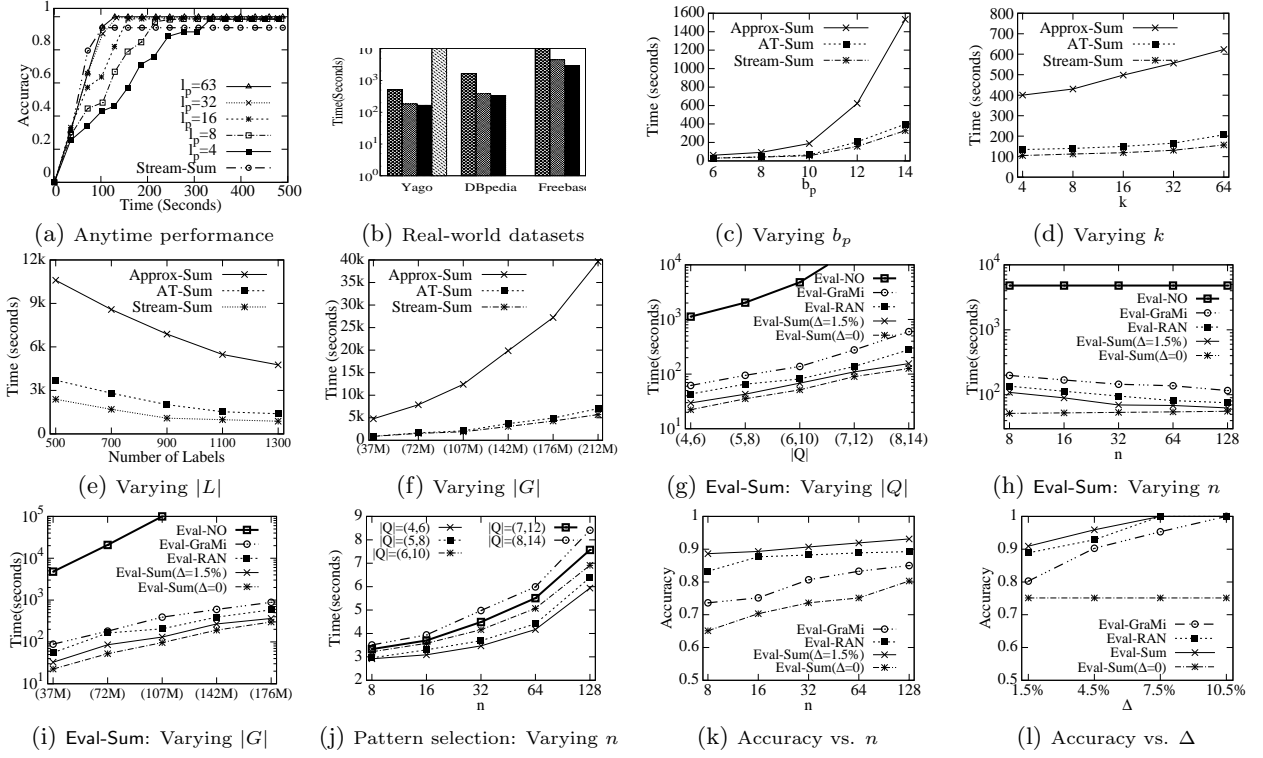 Accuracy
1
0.8
0.6
0.4
0.2
0
l_p=63
l_p=32
l_p=16
l_p=8
l_p=4
Stream-Sum
0 100 200 300 400 500
Time (Seconds)
(a) Anytime performance
Time(Seconds)
10^3
10^2
10^1
10^0
Yago DBpedia Freebase
(b) Real-world datasets
Time (seconds)
1600
1400
1200
1000
800
600
400
200
0
Approx-Sum
AT-Sum
Stream-Sum
6 8 10 12 14
b_p
(c) Varying b_p
Time (seconds)
800
700
600
500
400
300
200
100
0
Approx-Sum
AT-Sum
Stream-Sum
4 8 16 32 64
k
(d) Varying k
Time (seconds)
12k
9k
6k
3k
0
Approx-Sum
AT-Sum
Stream-Sum
500 700 900 1100 1300
Number of Labels
(e) Varying |L|
Time (seconds)
40k
35k
30k
25k
20k
15k
10k
5k
0
Approx-Sum
AT-Sum
Stream-Sum
(37M) (72M) (107M) (142M) (176M) (212M)
(f) Varying |G|
Time(seconds)
10^4
10^3
10^2
10^1
Eval-NO
Eval-GraMi
Eval-RAN
Eval-Sum(Δ=1.5%)
Eval-Sum(Δ=0)
(4,6) (5,8) (6,10) (7,12) (8,14)
|Q|
(g) Eval-Sum: Varying |Q|
Time(seconds)
10^4
10^3
10^2
Eval-NO
Eval-GraMi
Eval-RAN
Eval-Sum(Δ=1.5%)
Eval-Sum(Δ=0)
8 16 32 64 128
n
(h) Eval-Sum: Varying n
Time(seconds)
10^5
10^4
10^3
10^2
10^1
Eval-NO
Eval-GraMi
Eval-RAN
Eval-Sum(Δ=1.5%)
Eval-Sum(Δ=0)
(37M) (72M) (107M) (142M) (176M)
(i) Eval-Sum: Varying |G|
Time(seconds)
9
8
7
6
5
4
3
2
|Q|=(4,6)
|Q|=(5,8)
|Q|=(6,10)
|Q|=(7,12)
|Q|=(8,14)
8 16 32 64 128
n
(j) Pattern selection: Varying n
Accuracy
1
0.9
0.8
0.7
0.6
0.5
Eval-GraMi
Eval-RAN
Eval-Sum(Δ=1.5%)
Eval-Sum(Δ=0)
8 16 32 64 128
n
(k) Accuracy vs. n
Accuracy
1
0.9
0.8
0.7
0.6
0.5
Eval-GraMi
Eval-RAN
Eval-Sum
Eval-Sum(Δ=0)
1.5% 4.5% 7.5% 10.5%
Δ
(l) Accuracy vs. Δ